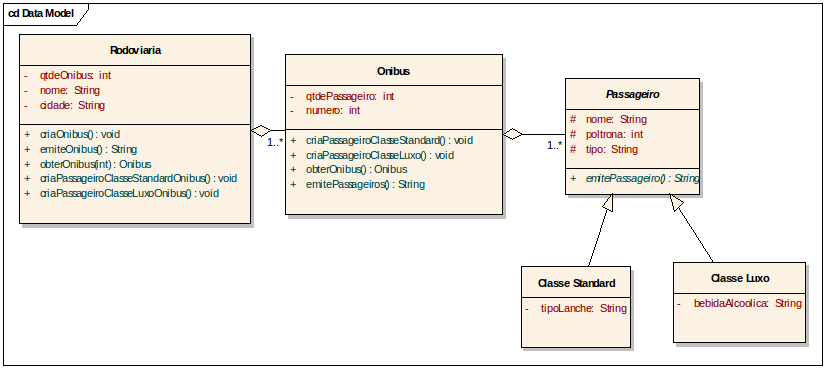 cd Data Model
Rodoviaria
- qtdeOnibus: int
- nome: String
- cidade: String
+ criaOnibus() : void
+ emiteOnibus() : String
+ obterOnibus(int) : Onibus
+ criaPassageiroClasseStandardOnibus() : void
+ criaPassageiroClasseLuxoOnibus() : void
1..*
Onibus
- qtdePassageiro: int
- numero: int
+ criaPassageiroClasseStandard() : void
+ criaPassageiroClasseLuxo() : void
+ obterOnibus() : Onibus
+ emitePassageiros() : String
1..*
Passageiro
# nome: String
# poltrona: int
# tipo: String
+ emitePassageiro() : String
Classe Standard
- tipoLanche: String
Classe Luxo
- bebidaAlcoolica: String